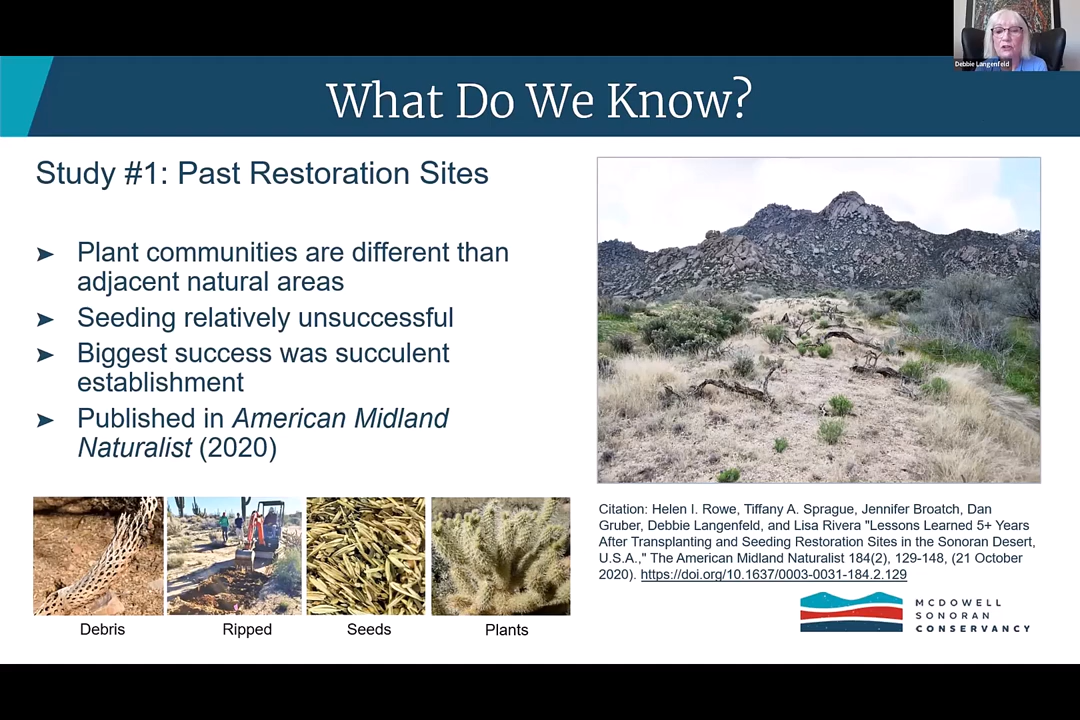 Debbie Langenfeld
What Do We Know?
Study #1: Past Restoration Sites
➤ Plant communities are different than
adjacent natural areas
➤ Seeding relatively unsuccessful
➤ Biggest success was succulent
establishment
➤ Published in American Midland
Naturalist (2020)
Debris
Ripped
Seeds
Plants
Citation: Helen I. Rowe, Tiffany A. Sprague, Jennifer Broatch, Dan
Gruber, Debbie Langenfeld, and Lisa Rivera "Lessons Learned 5+ Years
After Transplanting and Seeding Restoration Sites in the Sonoran Desert,
U.S.A.," The American Midland Naturalist 184(2), 129-148, (21 October
2020). https://doi.org/10.1637/0003-0031-184.2.129
MCDOWELL
SONORAN
CONSERVANCY